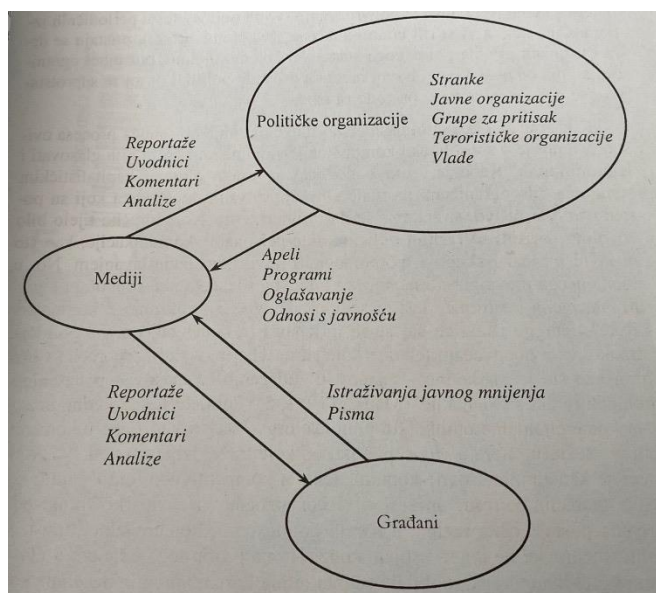 Stranke
Javne organizacije
Političke organizacije
Grupe za pritisak
Terorističke organizacije
Vlade
Reportaže
Uvodnici
Komentari
Analize
Mediji
Apeli
Programi
Oglašavanje
Odnosi s javnošću
Reportaže
Uvodnici
Komentari
Analize
Istraživanja javnog mnijenja
Pisma
Građani